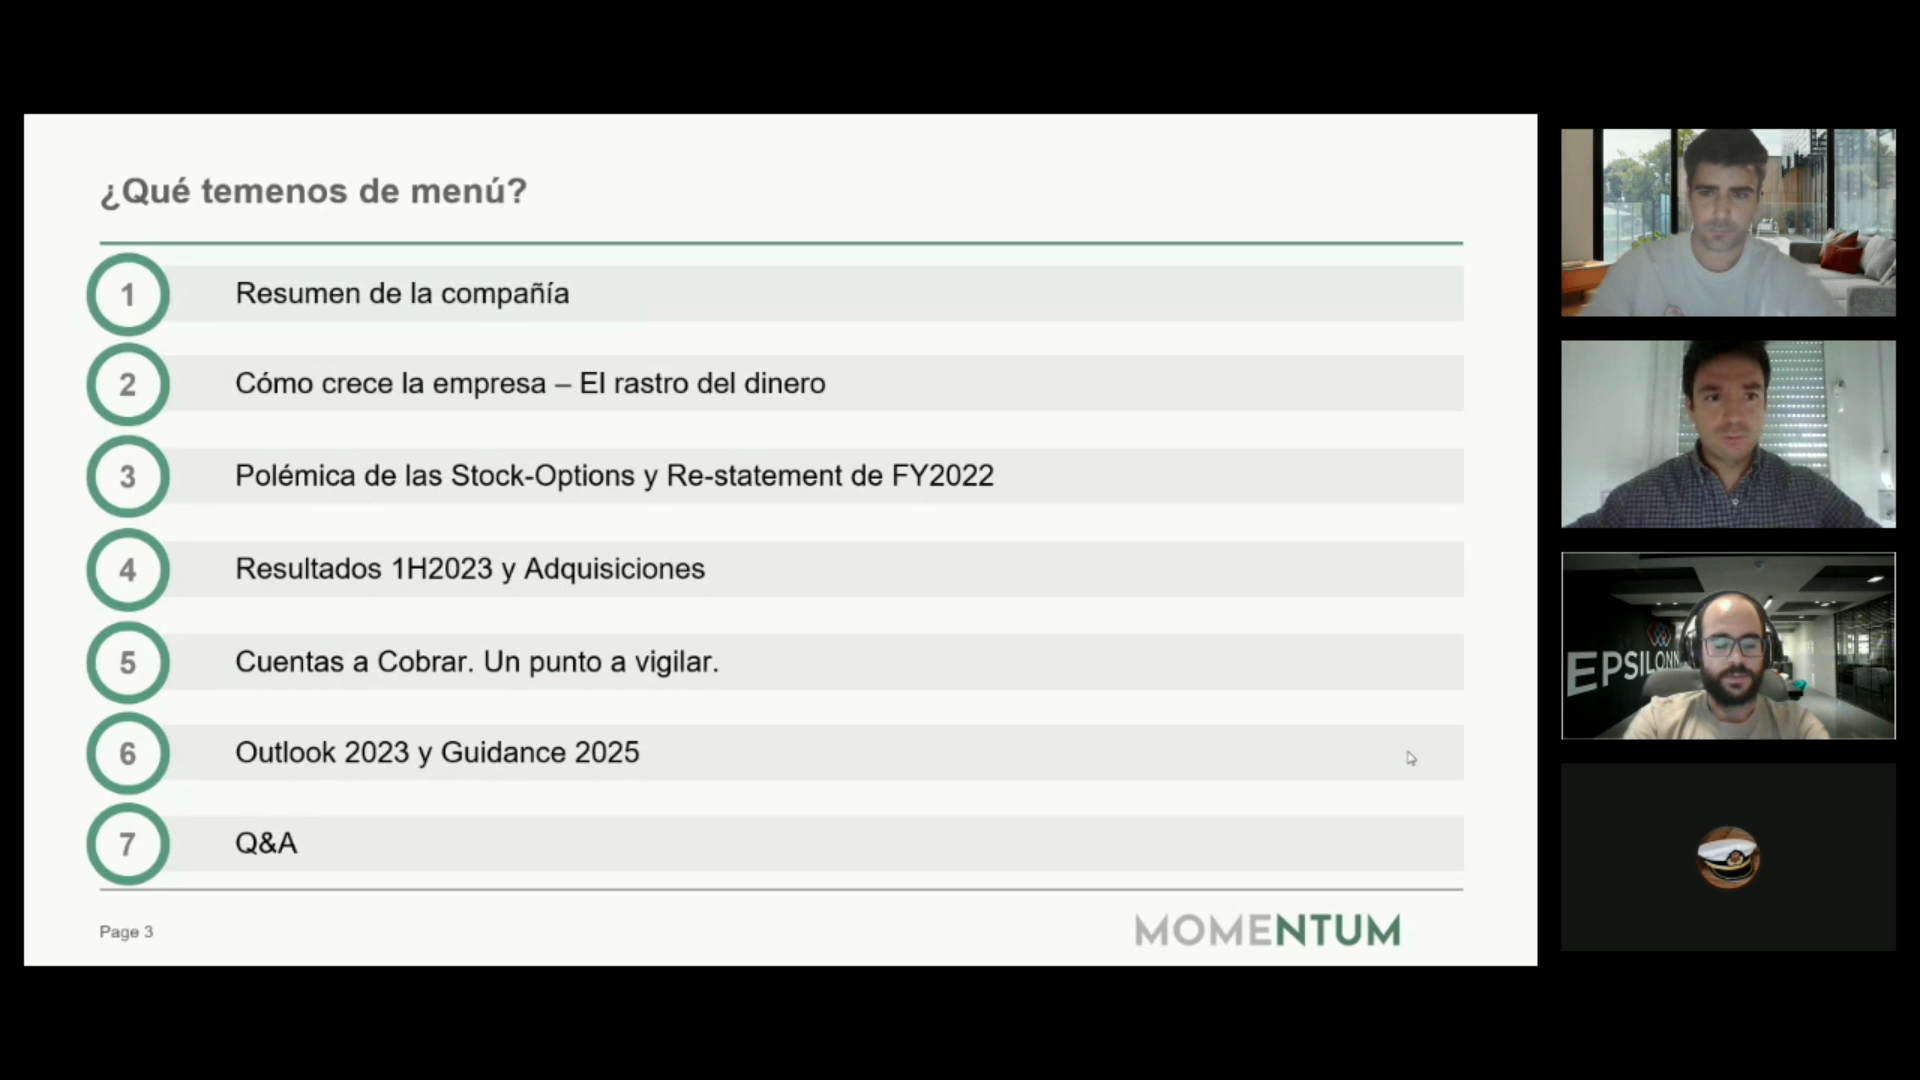 ¿Qué temenos de menú?
1 Resumen de la compañía
2 Cómo crece la empresa – El rastro del dinero
3 Polémica de las Stock-Options y Re-statement de FY2022
4 Resultados 1H2023 y Adquisiciones
5 Cuentas a Cobrar. Un punto a vigilar.
6 Outlook 2023 y Guidance 2025
7 Q&A
Page 3
MOMENTUM
EPSILONN